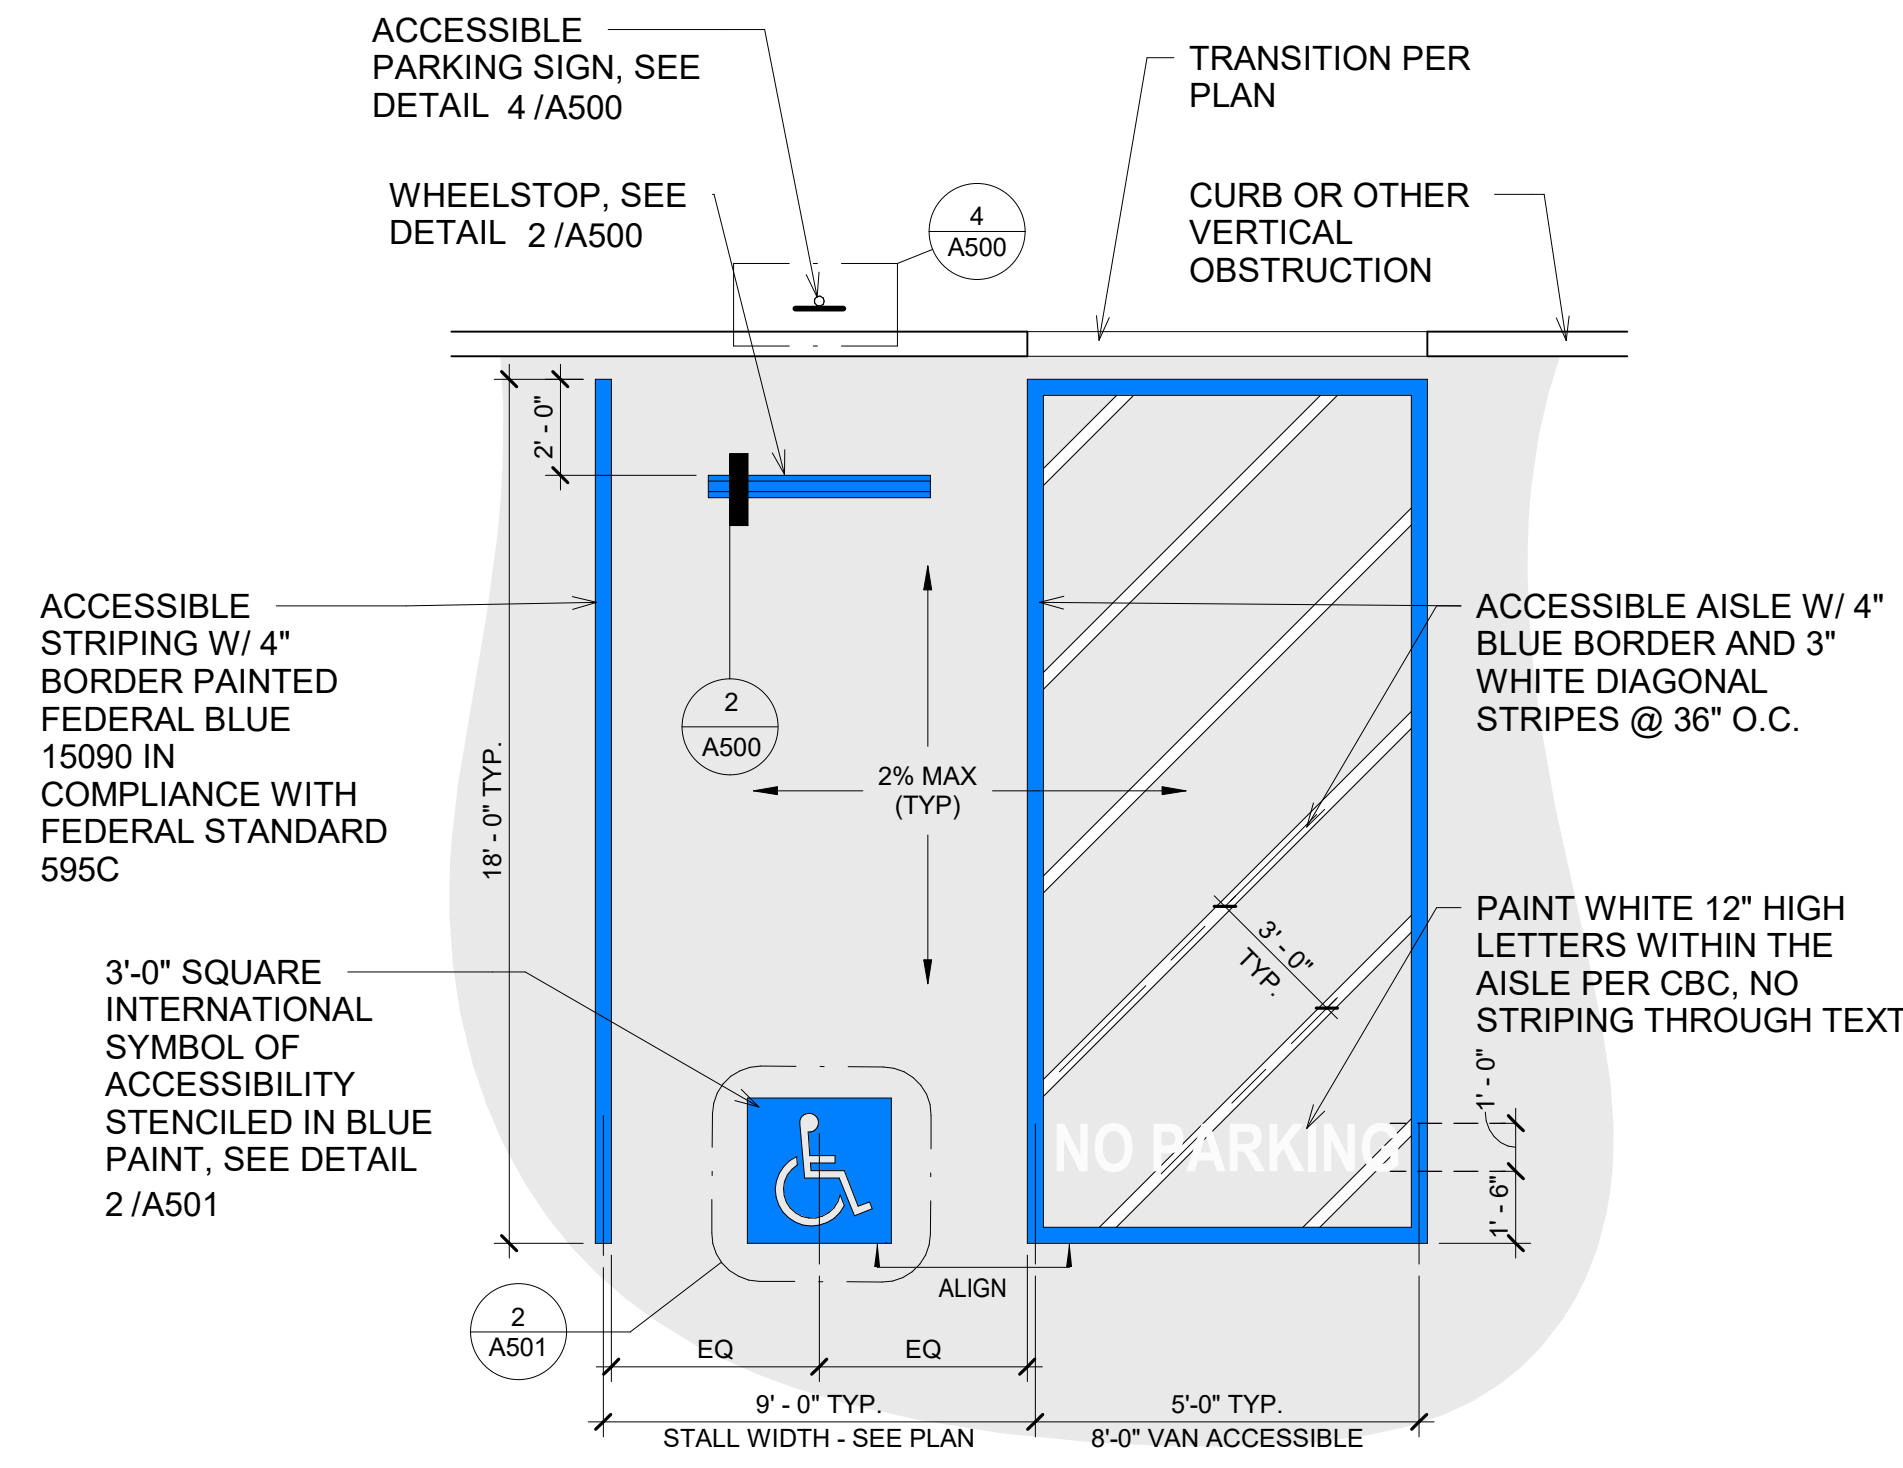 ACCESSIBLE
PARKING SIGN, SEE
DETAIL 4 /A500
TRANSITION PER
PLAN
WHEELSTOP, SEE
DETAIL 2 /A500
4
A500
CURB OR OTHER
VERTICAL
OBSTRUCTION
2' - 0"
18' - 0" TYP.
ACCESSIBLE
STRIPING W/ 4"
BORDER PAINTED
FEDERAL BLUE
15090 IN
COMPLIANCE WITH
FEDERAL STANDARD
595C
2
A500
2% MAX
(TYP)
ACCESSIBLE AISLE W/ 4"
BLUE BORDER AND 3"
WHITE DIAGONAL
STRIPES @ 36" O.C.
3' - 0"
TYP.
PAINT WHITE 12" HIGH
LETTERS WITHIN THE
AISLE PER CBC, NO
STRIPING THROUGH TEXT
3'-0" SQUARE
INTERNATIONAL
SYMBOL OF
ACCESSIBILITY
STENCILED IN BLUE
PAINT, SEE DETAIL
2 /A501
NO PARKING
1' - 0"
1' - 6"
ALIGN
2
A501
EQ
EQ
9' - 0" TYP.
STALL WIDTH - SEE PLAN
5'-0" TYP.
8'-0" VAN ACCESSIBLE